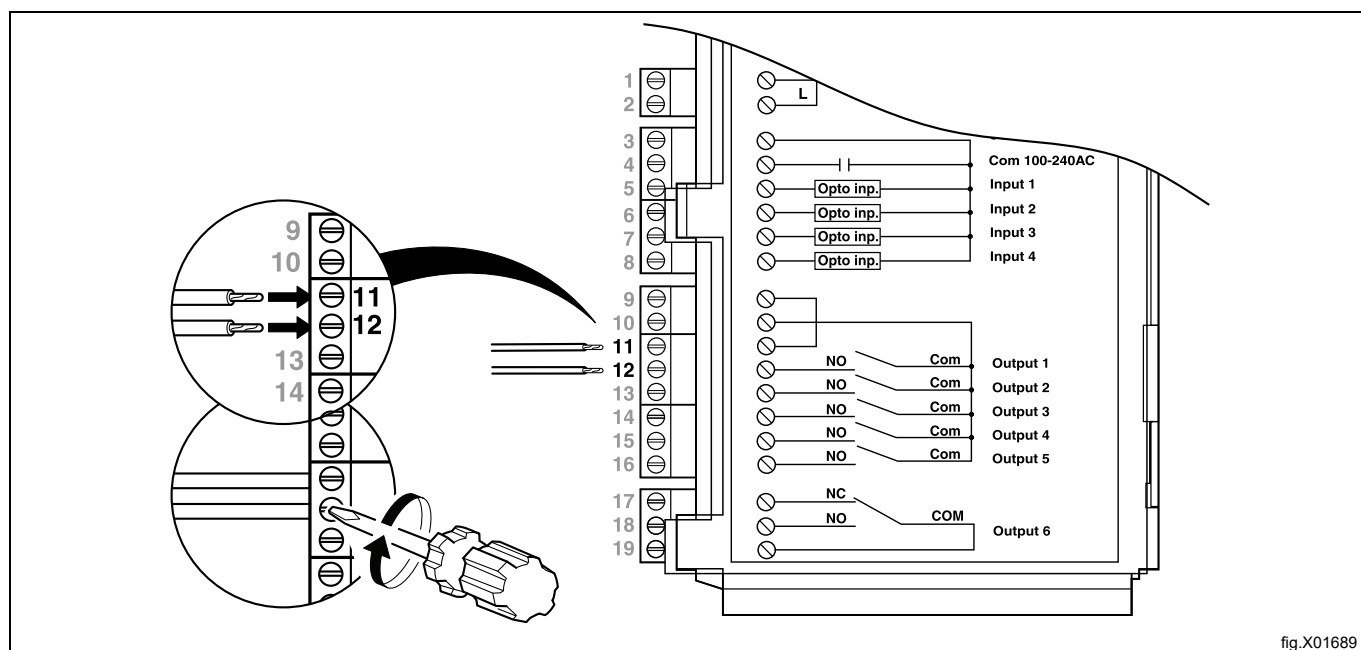 1
2
L
3
4
Com 100-240AC
5
Opto inp.
Input 1
6
Opto inp.
Input 2
7
Opto inp.
Input 3
8
Opto inp.
Input 4
9
10
11
12
13
14
9
10
11
NO
Com
Output 1
12
NO
Com
Output 2
13
NO
Com
Output 3
14
NO
Com
Output 4
15
NO
Com
Output 5
16
17
NC
COM
18
NO
Output 6
19
fig.X01689